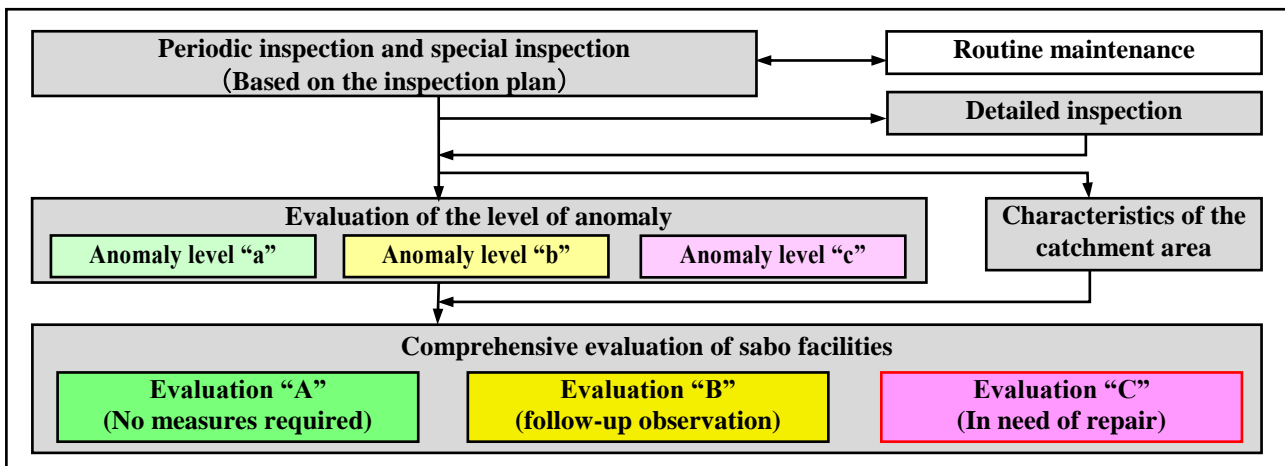 Periodic inspection and special inspection
（Based on the inspection plan）
Routine maintenance
Detailed inspection
Evaluation of the level of anomaly
Anomaly level “a”
Anomaly level “b”
Anomaly level “c”
Characteristics of the
catchment area
Comprehensive evaluation of sabo facilities
Evaluation “A”
(No measures required)
Evaluation “B”
(follow-up observation)
Evaluation “C”
(In need of repair)